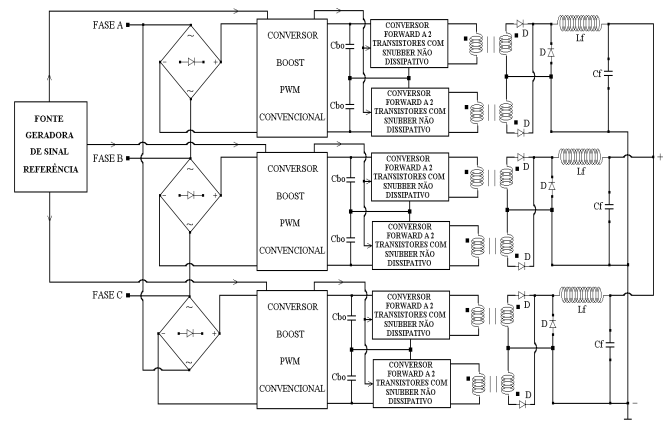 FASE A
CONVERSOR
BOOST
PWM
CONVENCIONAL
Cbo
Cbo
CONVERSOR
FORWARD A 2
TRANSISTORES COM
SNUBBER NÃO
DISSIPATIVO
CONVERSOR
FORWARD A 2
TRANSISTORES COM
SNUBBER NÃO
DISSIPATIVO
D
D
D
Lf
Cf
FONTE
GERADORA
DE SINAL
REFERÊNCIA
FASE B
CONVERSOR
BOOST
PWM
CONVENCIONAL
Cbo
Cbo
CONVERSOR
FORWARD A 2
TRANSISTORES COM
SNUBBER NÃO
DISSIPATIVO
CONVERSOR
FORWARD A 2
TRANSISTORES COM
SNUBBER NÃO
DISSIPATIVO
D
D
D
Lf
Cf
+
FASE C
CONVERSOR
BOOST
PWM
CONVENCIONAL
Cbo
Cbo
CONVERSOR
FORWARD A 2
TRANSISTORES COM
SNUBBER NÃO
DISSIPATIVO
CONVERSOR
FORWARD A 2
TRANSISTORES COM
SNUBBER NÃO
DISSIPATIVO
D
D
D
Lf
Cf
-